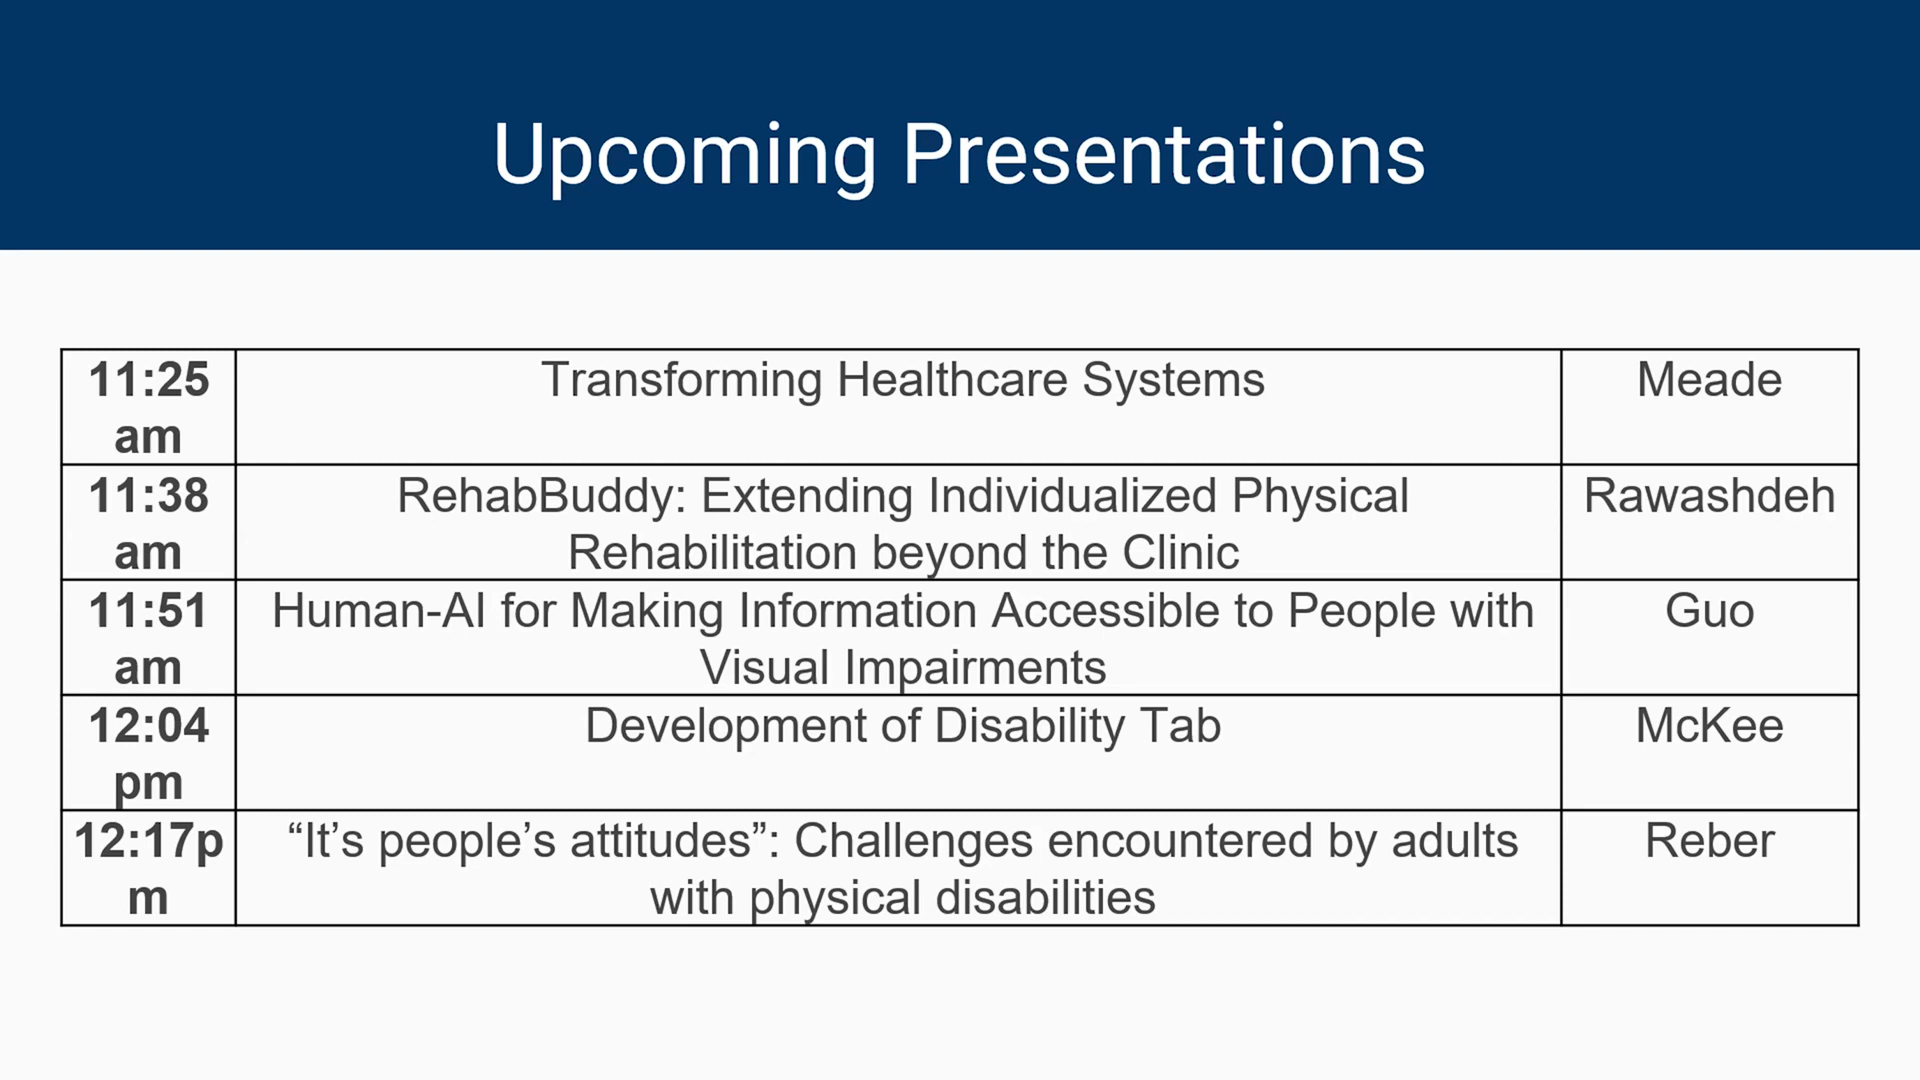 Upcoming Presentations
11:25 am Transforming Healthcare Systems Meade
11:38 am RehabBuddy: Extending Individualized Physical Rehabilitation beyond the Clinic Rawashdeh
11:51 am Human-AI for Making Information Accessible to People with Visual Impairments Guo
12:04 pm Development of Disability Tab McKee
12:17pm “It’s people’s attitudes”: Challenges encountered by adults with physical disabilities Reber